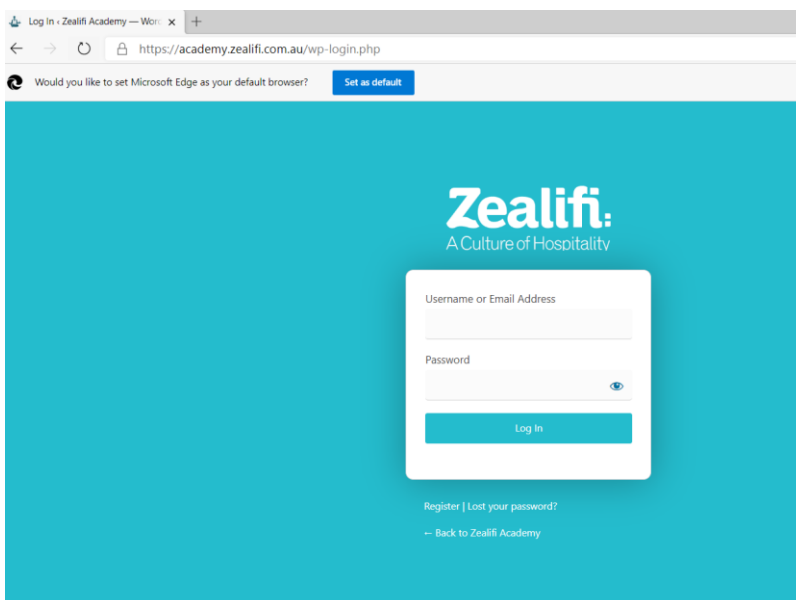 Log In ‹ Zealifi Academy — Word
https://academy.zealifi.com.au/wp-login.php
Would you like to set Microsoft Edge as your default browser? Set as default
Zealifi:
A Culture of Hospitality
Username or Email Address
Password
Log In
Register | Lost your password?
← Back to Zealifi Academy